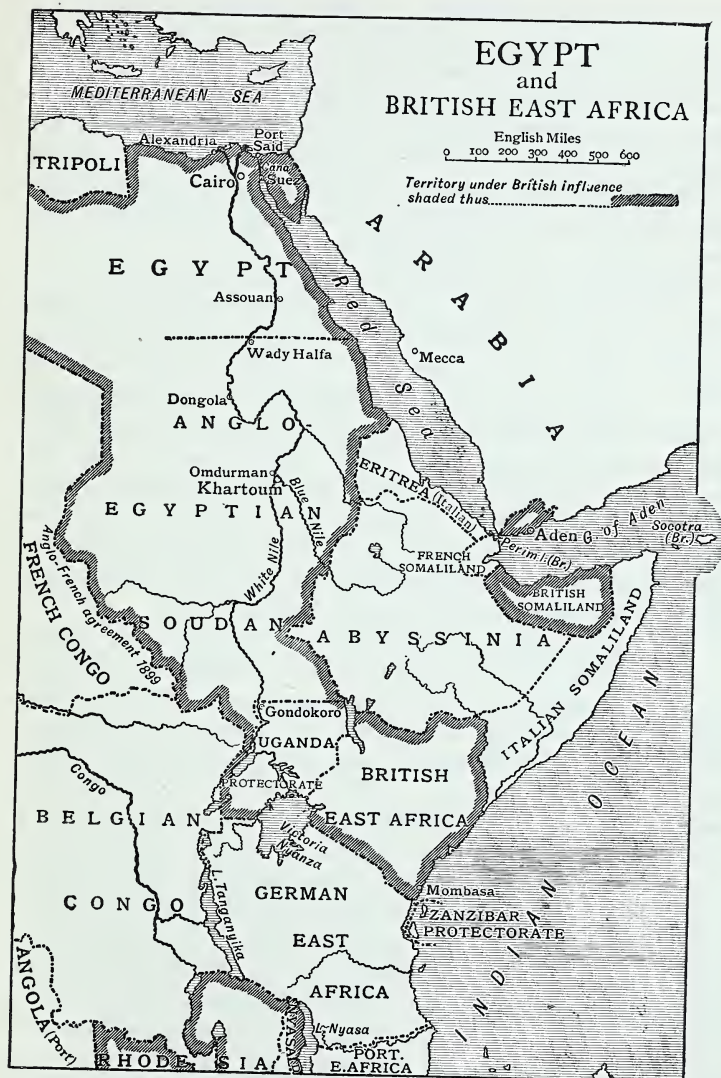 EGYPT
and
BRITISH EAST AFRICA
English Miles
0 100 200 300 400 500 600
Territory under British influence
shaded thus
MEDITERRANEAN SEA
TRIPOLI
Alexandria
Port
Said
Cairo
Canal
Suez
EGYPT
Assouan
Wady Halfa
Red Sea
ARABIA
Mecca
Dongola
ANGLO-
EGYPTIAN
SOUDAN
Omdurman
Khartoum
Blue Nile
White Nile
ERITREA (Italian)
Perim I. (Br.)
Aden
G. of Aden
Socotra
(Br.)
FRENCH
SOMALILAND
BRITISH
SOMALILAND
ABYSSINIA
ITALIAN SOMALILAND
Anglo-French agreement 1899
FRENCH CONGO
Gondokoro
UGANDA
PROTECTORATE
BRITISH
EAST AFRICA
Congo
BELGIAN
CONGO
Victoria
Nyanza
L. Tanganyika
GERMAN
EAST
AFRICA
Mombasa
ZANZIBAR
PROTECTORATE
INDIAN OCEAN
ANGOLA (Port)
RHODESIA
NYASALD
L. Nyasa
PORT.
E. AFRICA